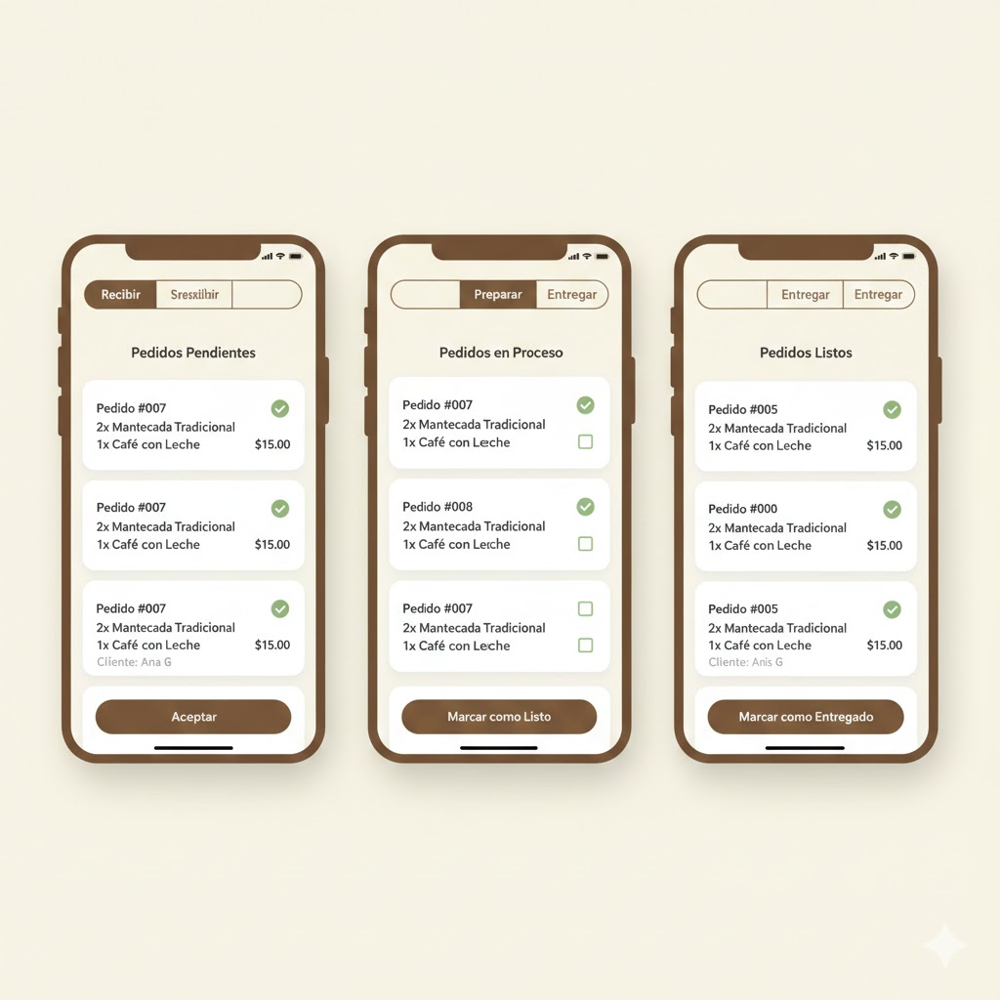 Recibir
Sresxilbir
Pedidos Pendientes
Pedido #007
2x Mantecada Tradicional
1x Café con Leche $15.00
Pedido #007
2x Mantecada Tradicional
1x Café con Leche $15.00
Pedido #007
2x Mantecada Tradicional
1x Café con Leche $15.00
Cliente: Ana G
Aceptar
Preparar
Entregar
Pedidos en Proceso
Pedido #007
2x Mantecada Tradicional
1x Café con Leche
Pedido #008
2x Mantecada Tradicional
1x Café con Leche
Pedido #007
2x Mantecada Tradicional
1x Café con Leche
Marcar como Listo
Entregar
Entregar
Pedidos Listos
Pedido #005
2x Mantecada Tradicional
1x Café con Leche $15.00
Pedido #000
2x Mantecada Tradicional
1x Café con Leche $15.00
Pedido #005
2x Mantecada Tradicional
1x Café con Leche $15.00
Cliente: Anis G
Marcar como Entregado